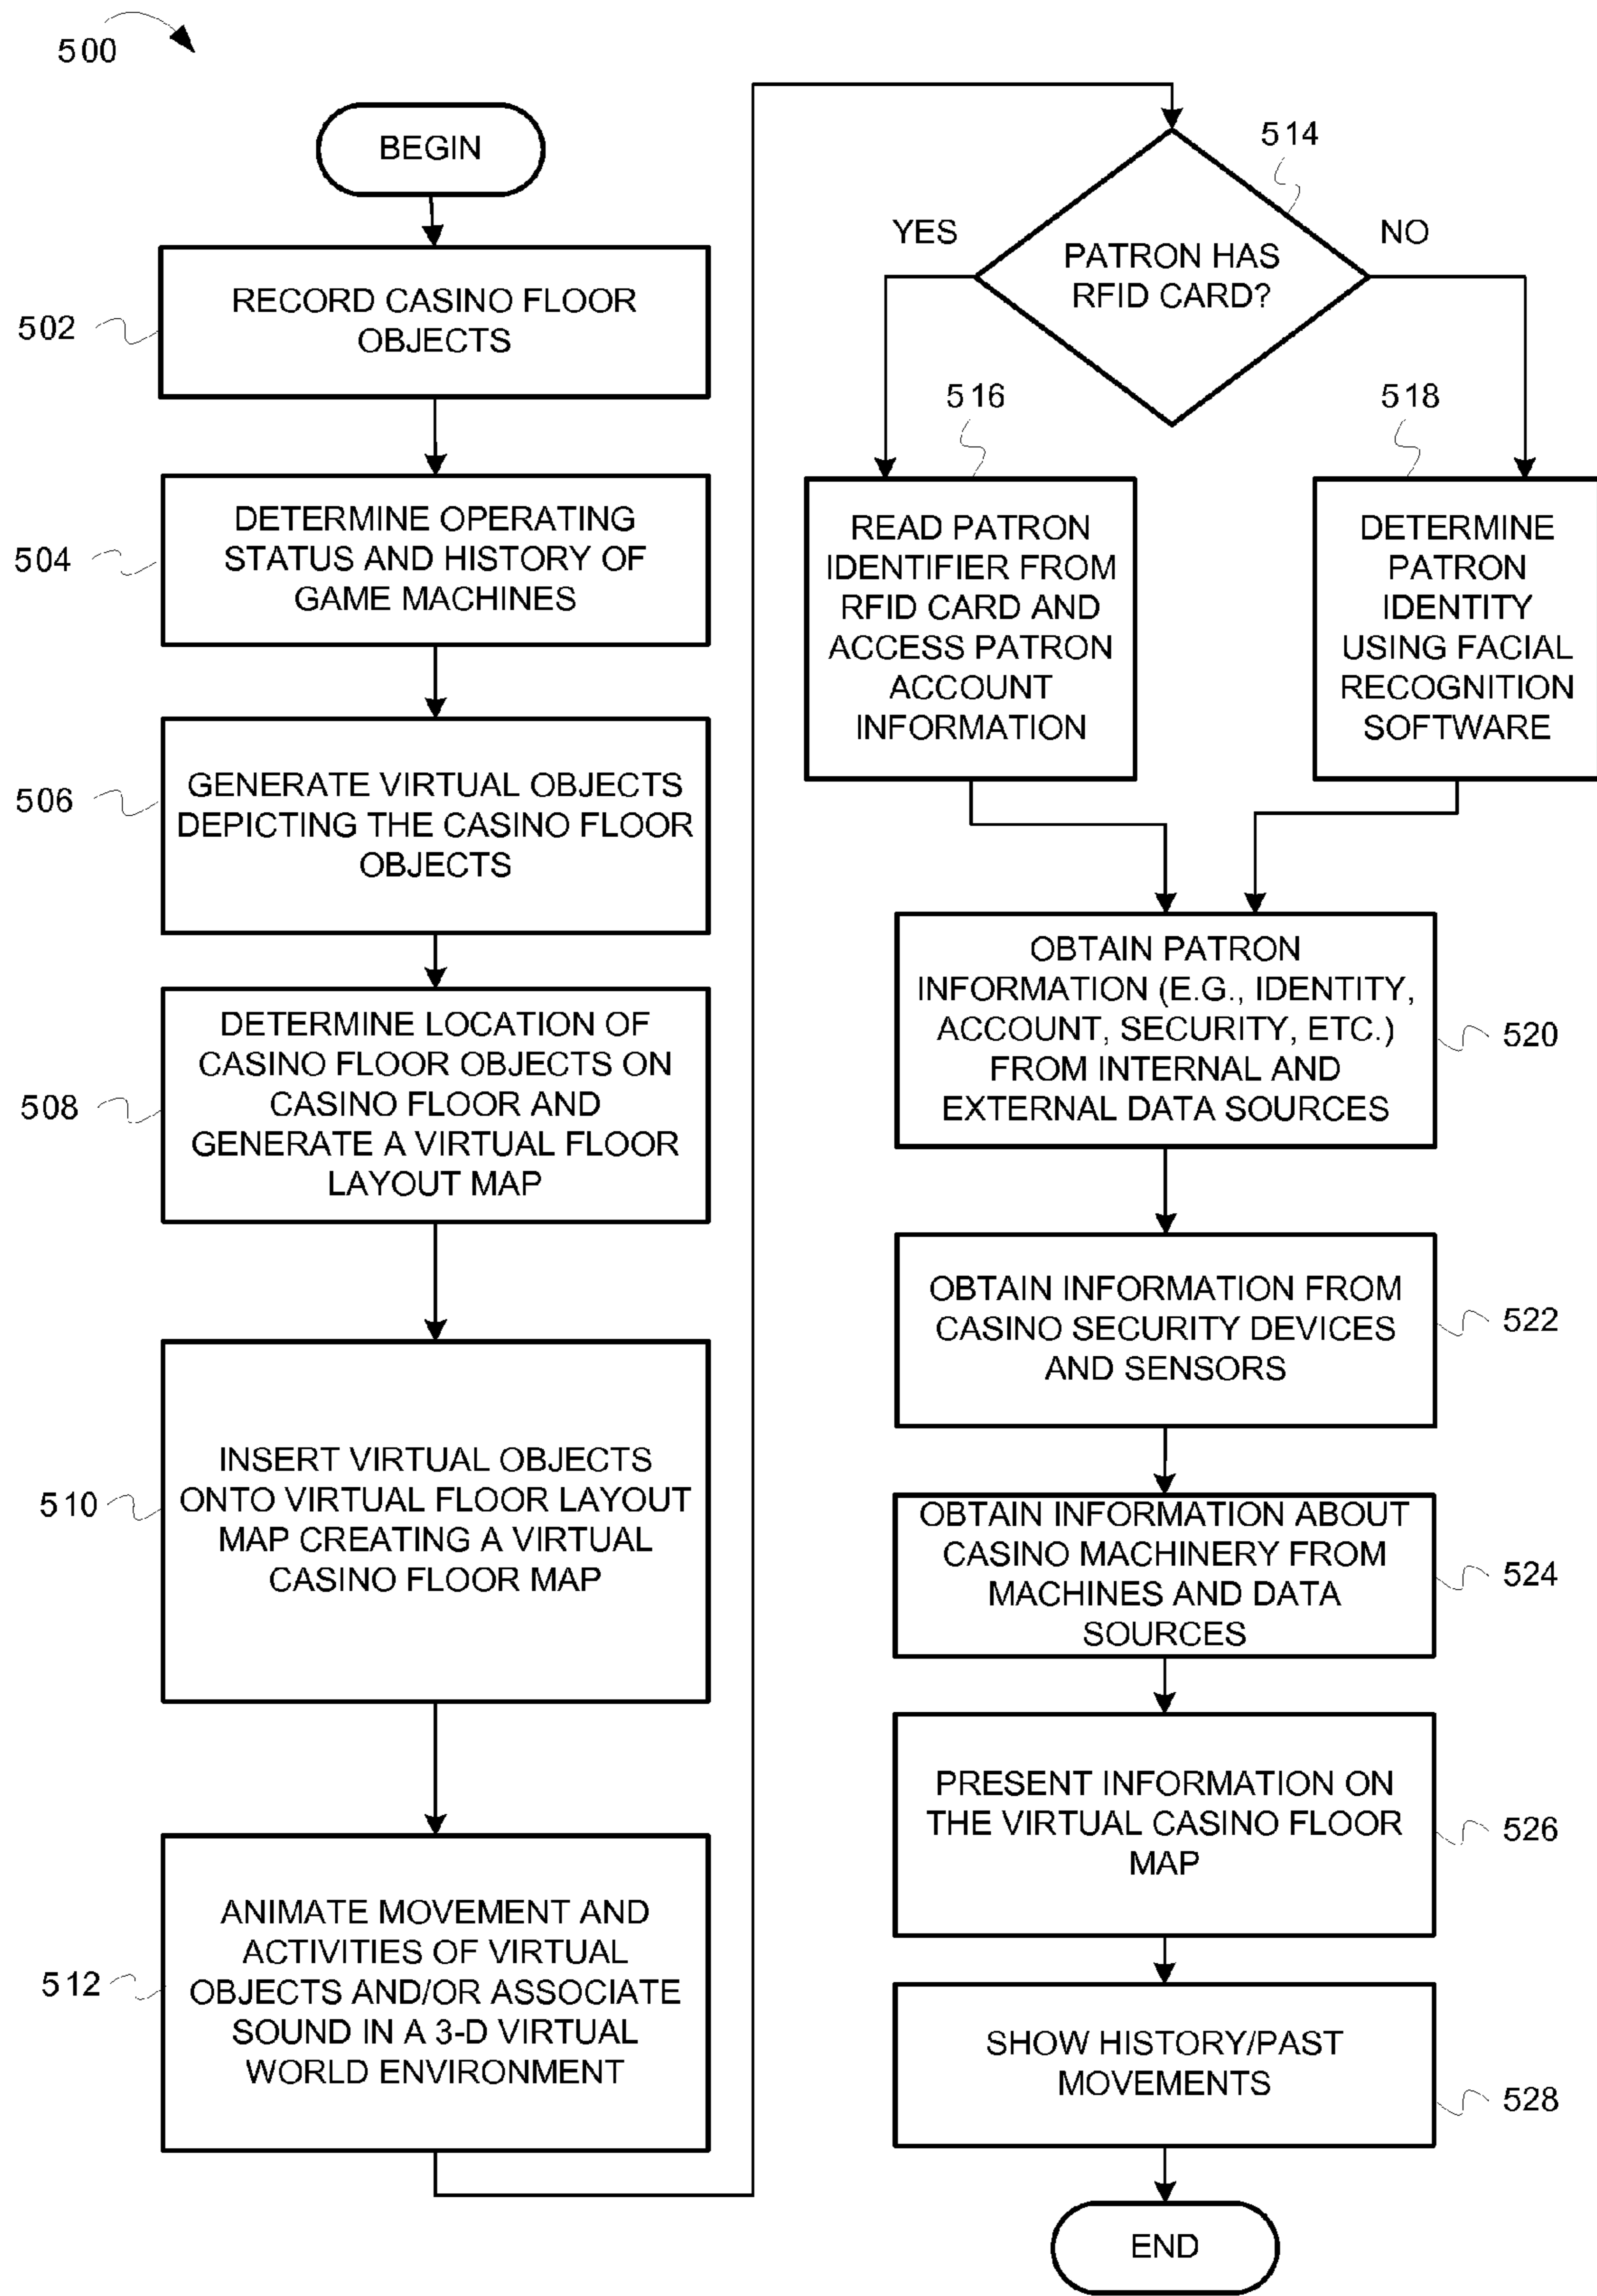 500
BEGIN
502
RECORD CASINO FLOOR
OBJECTS
504
DETERMINE OPERATING
STATUS AND HISTORY OF
GAME MACHINES
506
GENERATE VIRTUAL OBJECTS
DEPICTING THE CASINO FLOOR
OBJECTS
508
DETERMINE LOCATION OF
CASINO FLOOR OBJECTS ON
CASINO FLOOR AND
GENERATE A VIRTUAL FLOOR
LAYOUT MAP
510
INSERT VIRTUAL OBJECTS
ONTO VIRTUAL FLOOR LAYOUT
MAP CREATING A VIRTUAL
CASINO FLOOR MAP
512
ANIMATE MOVEMENT AND
ACTIVITIES OF VIRTUAL
OBJECTS AND/OR ASSOCIATE
SOUND IN A 3-D VIRTUAL
WORLD ENVIRONMENT
514
YES
NO
PATRON HAS
RFID CARD?
516
READ PATRON
IDENTIFIER FROM
RFID CARD AND
ACCESS PATRON
ACCOUNT
INFORMATION
518
DETERMINE
PATRON
IDENTITY
USING FACIAL
RECOGNITION
SOFTWARE
OBTAIN PATRON
INFORMATION (E.G., IDENTITY,
ACCOUNT, SECURITY, ETC.)
FROM INTERNAL AND
EXTERNAL DATA SOURCES
520
OBTAIN INFORMATION FROM
CASINO SECURITY DEVICES
AND SENSORS
522
OBTAIN INFORMATION ABOUT
CASINO MACHINERY FROM
MACHINES AND DATA
SOURCES
524
PRESENT INFORMATION ON
THE VIRTUAL CASINO FLOOR
MAP
526
SHOW HISTORY/PAST
MOVEMENTS
528
END